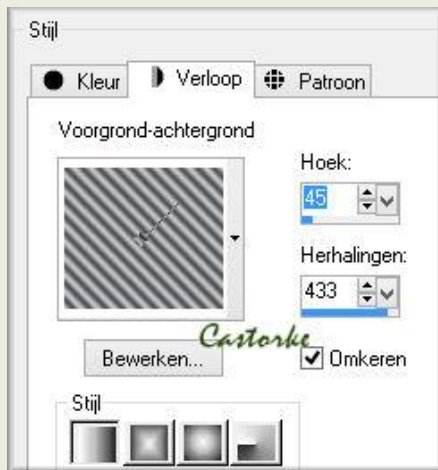 Stijl
Kleur Verloop Patroon
Voorgrond-achtergrond
Hoek:
45
Herhalingen:
433
Castorke
Bewerken... Omkeren
Stijl